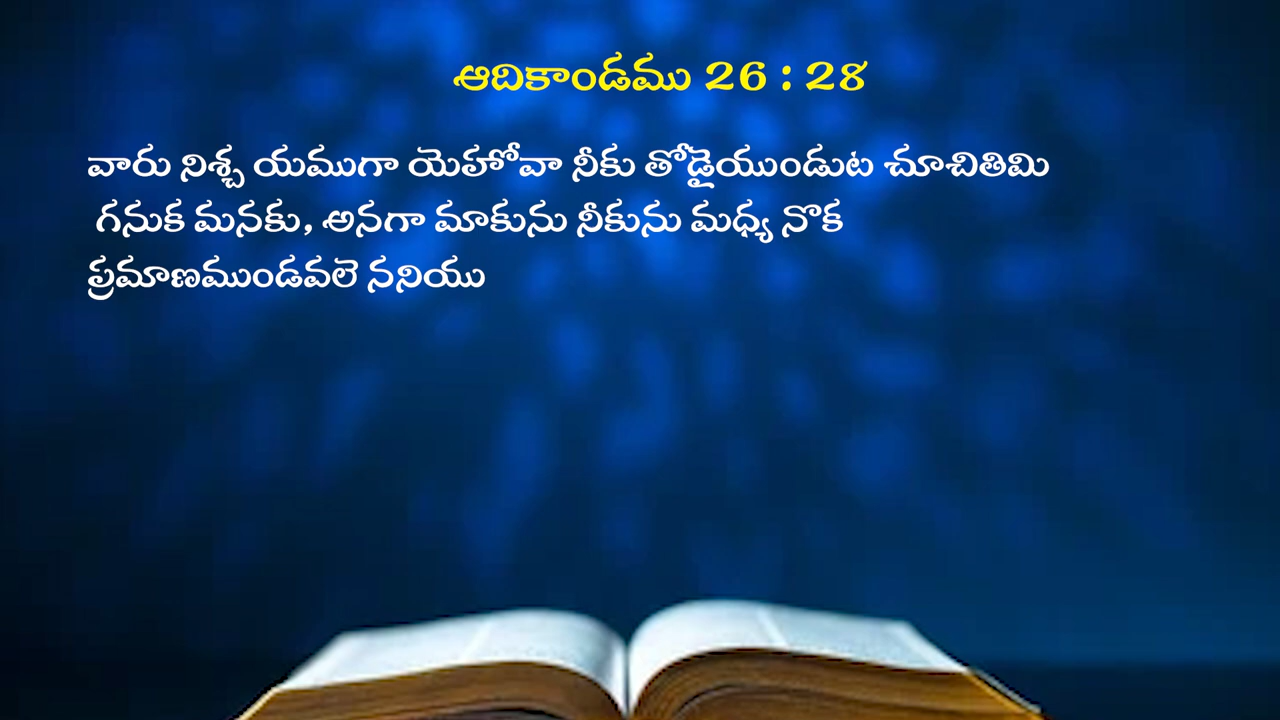 ఆదికాండము 26 : 28
వారు నిశ్చ యముగా యెహోవా నీకు తోడైయుండుట చూచితివిు
గనుక మనకు, అనగా మాకును నీకును మధ్య నొక
ప్రమాణముండవలె ననియు